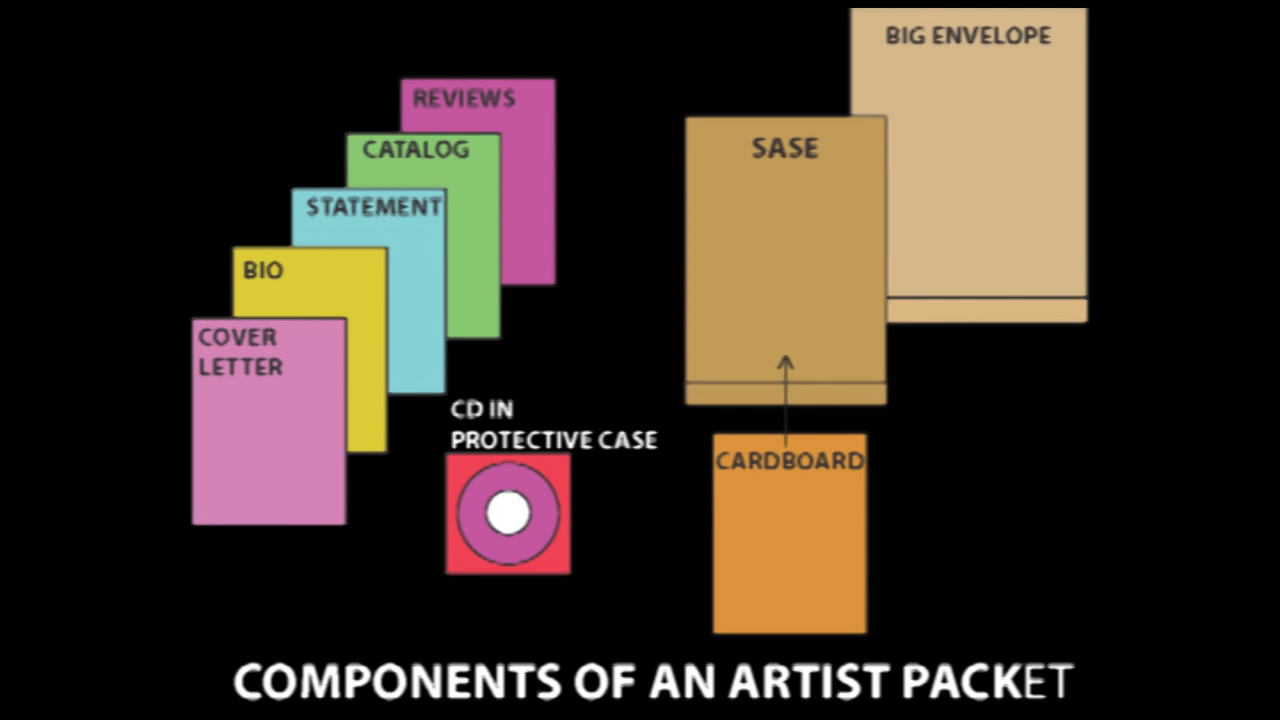 BIG ENVELOPE
REVIEWS
SASE
CATALOG
STATEMENT
BIO
COVER
LETTER
CD IN
PROTECTIVE CASE
CARDBOARD
COMPONENTS OF AN ARTIST PACKET